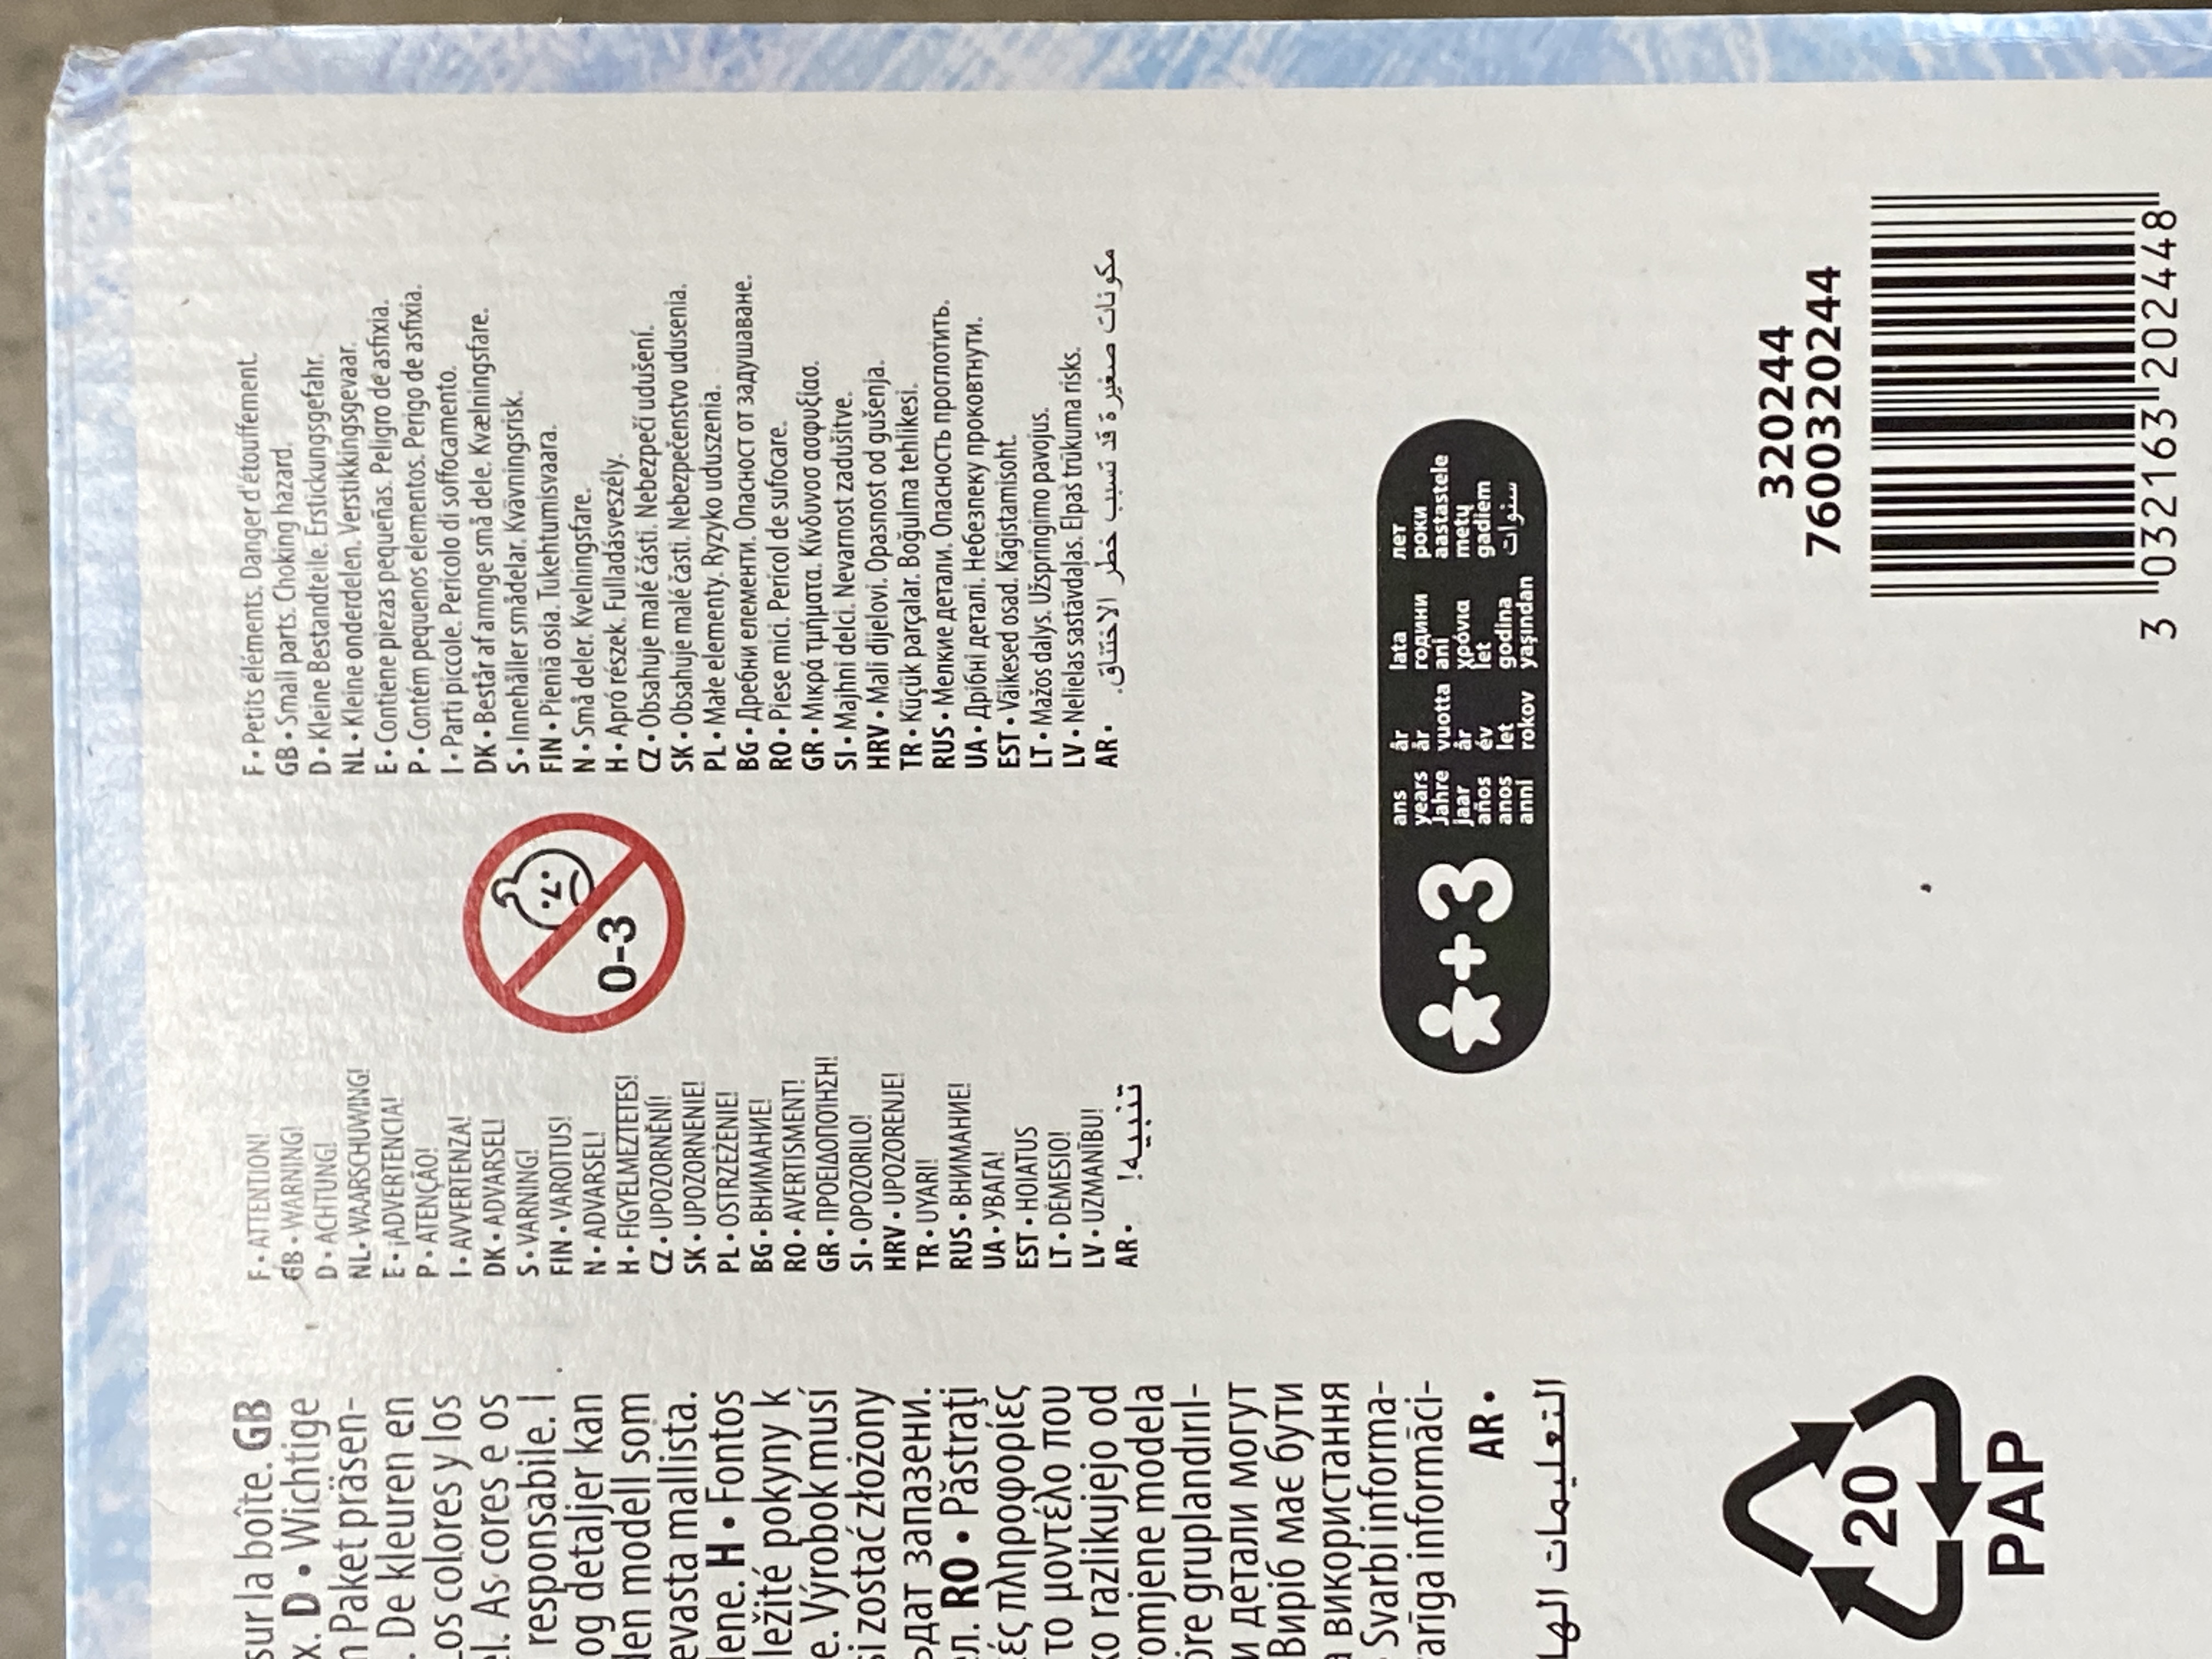 sur la boîte. GB
x. D • Wichtige
n Paket präsen-
. De kleuren en
Los colores y los
el. As cores e os
responsabile. I
og detaljer kan
den modell som
evasta mallista.
lene. H • Fontos
ležité pokyny k
e. Výrobok musí
si zostać złożony
ьдат запазени.
ел. RO • Păstrați
ές πληροφορίες
το μοντέλο που
ko razlikujejo od
romjene modela
öre gruplandırıl-
и детали могут
Виріб має бути
а використання
Svarbi informa-
arīga informāci-
AR •
التعليمات الها
F • ATTENTION!
GB • WARNING!
D • ACHTUNG!
NL • WAARSCHUWING!
E • ¡ADVERTENCIA!
P • ATENÇÃO!
I • AVVERTENZA!
DK • ADVARSEL!
S • VARNING!
FIN • VAROITUS!
N • ADVARSEL!
H • FIGYELMEZTETES!
CZ • UPOZORNĚNÍ!
SK • UPOZORNENIE!
PL • OSTRZEŻENIE!
BG • ВНИМАНИЕ!
RO • AVERTISMENT!
GR • ΠΡΟΕΙΔΟΠΟΊΗΣΗ!
SI • OPOZORILO!
HRV • UPOZORENJE!
TR • UYARI!
RUS • ВНИМАНИЕ!
UA • УВАГА!
EST • HOIATUS
LT • DĖMESIO!
LV • UZMANĪBU!
AR • تنبيه!
0-3
F • Petits éléments. Danger d'étouffement.
GB • Small parts. Choking hazard.
D • Kleine Bestandteile. Erstickungsgefahr.
NL • Kleine onderdelen. Verstikkingsgevaar.
E • Contiene piezas pequeñas. Peligro de asfixia.
P • Contém pequenos elementos. Perigo de asfixia.
I • Parti piccole. Pericolo di soffocamento.
DK • Består af amnge små dele. Kvælningsfare.
S • Innehåller smådelar. Kvävningsrisk.
FIN • Pieniä osia. Tukehtumisvaara.
N • Små deler. Kvelningsfare.
H • Apró részek. Fulladásveszély.
CZ • Obsahuje malé části. Nebezpečí udušení.
SK • Obsahuje malé časti. Nebezpečenstvo udusenia.
PL • Małe elementy. Ryzyko uduszenia.
BG • Дребни елементи. Опасност от задушаване.
RO • Piese mici. Pericol de sufocare.
GR • Μικρά τμήματα. Κίνδυνοσ ασφυξίασ.
SI • Majhni delci. Nevarnost zadušitve.
HRV • Mali dijelovi. Opasnost od gušenja.
TR • Küçük parçalar. Boğulma tehlikesi.
RUS • Мелкие детали. Опасность проглотить.
UA • Дрібні деталі. Небезпеку проковтнути.
EST • Väikesed osad. Kägistamisoht.
LT • Mažos dalys. Užspringimo pavojus.
LV • Nelielas sastāvdaļas. Elpas trūkuma risks.
AR • مكونات صغيرة قد تسبب خطر الاختناق.
+3
ans år lata лет
years år години роки
Jahre vuotta ani aastastele
jaar år χρόνια metų
años év let gadiem
anos let godina سنوات
anni rokov yaşından
320244
7600320244
3 032163 202448
20
PAP